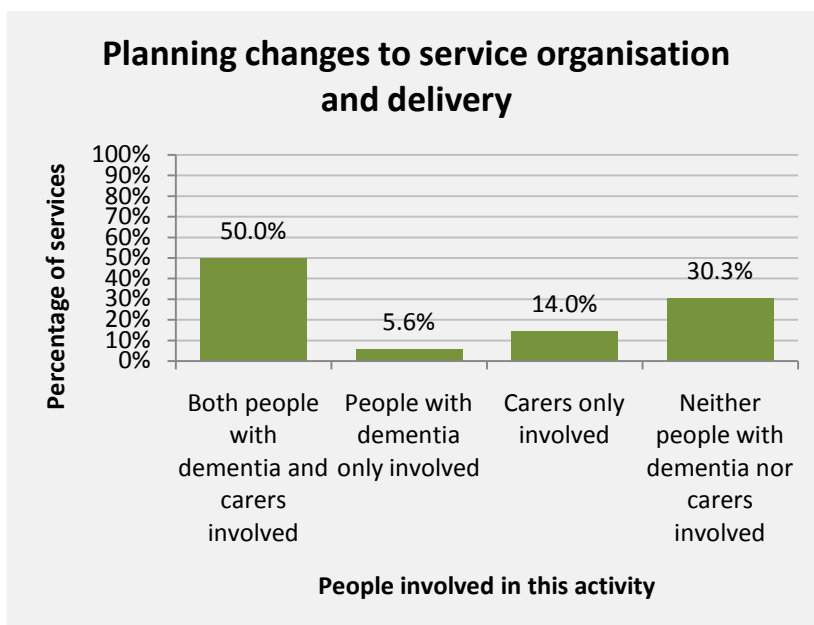 Planning changes to service organisation
and delivery
Percentage of services
100%
90%
80%
70%
60%
50%
40%
30%
20%
10%
0%
50.0%
5.6%
14.0%
30.3%
Both people
with
dementia and
carers
involved
People with
dementia
only involved
Carers only
involved
Neither
people with
dementia nor
carers
involved
People involved in this activity